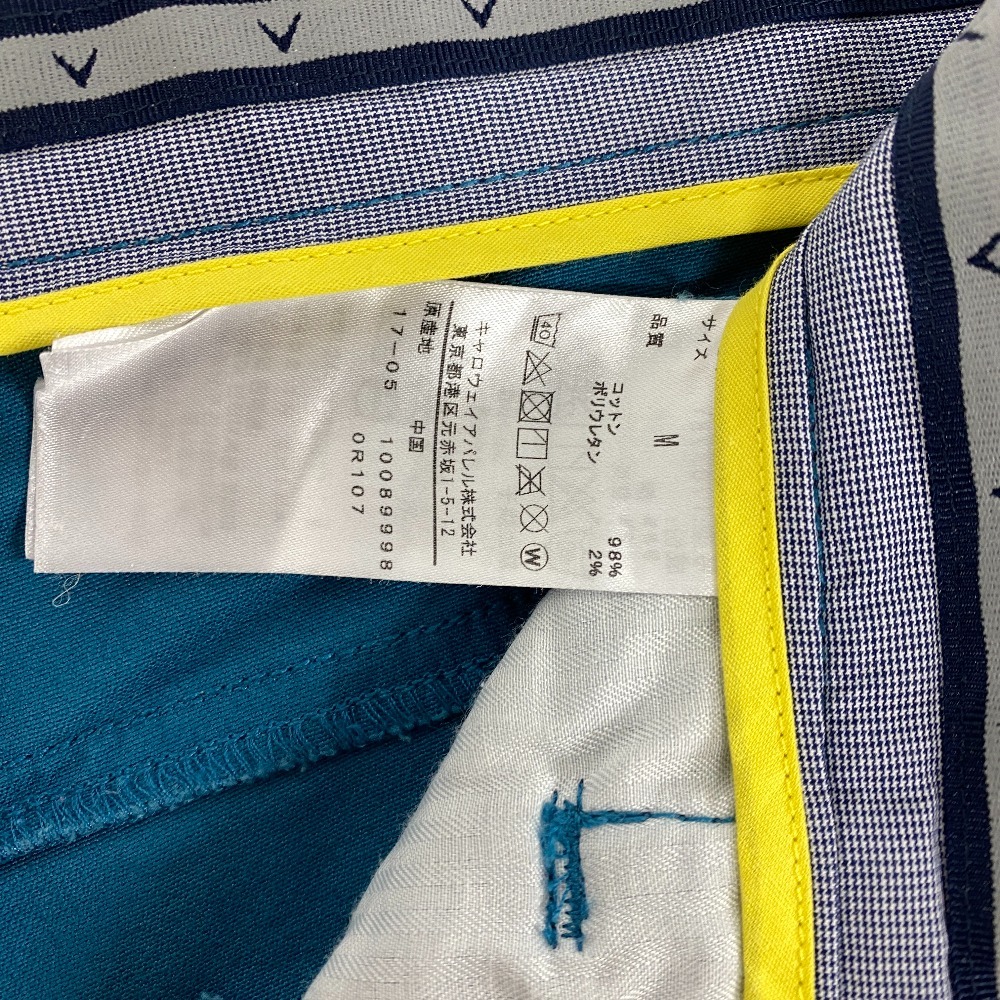 サイズ M
品質
コットン 98%
ポリウレタン 2%
40
W
キャロウェイアパレル株式会社
東京都港区元赤坂1-5-12
原産地 中国
17-05 10089998
0R107